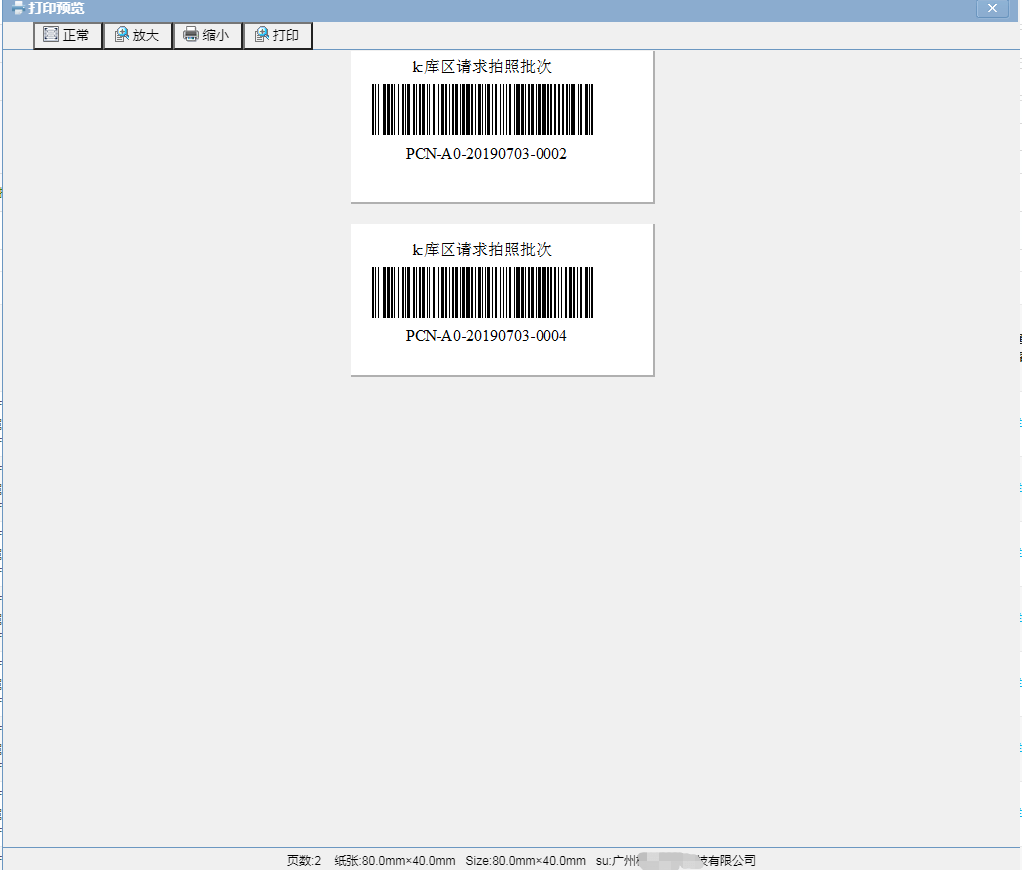 打印预览
正常 放大 缩小 打印
k库区请求拍照批次
PCN-A0-20190703-0002
k库区请求拍照批次
PCN-A0-20190703-0004
页数:2 纸张:80.0mm×40.0mm Size:80.0mm×40.0mm su:广州 技有限公司